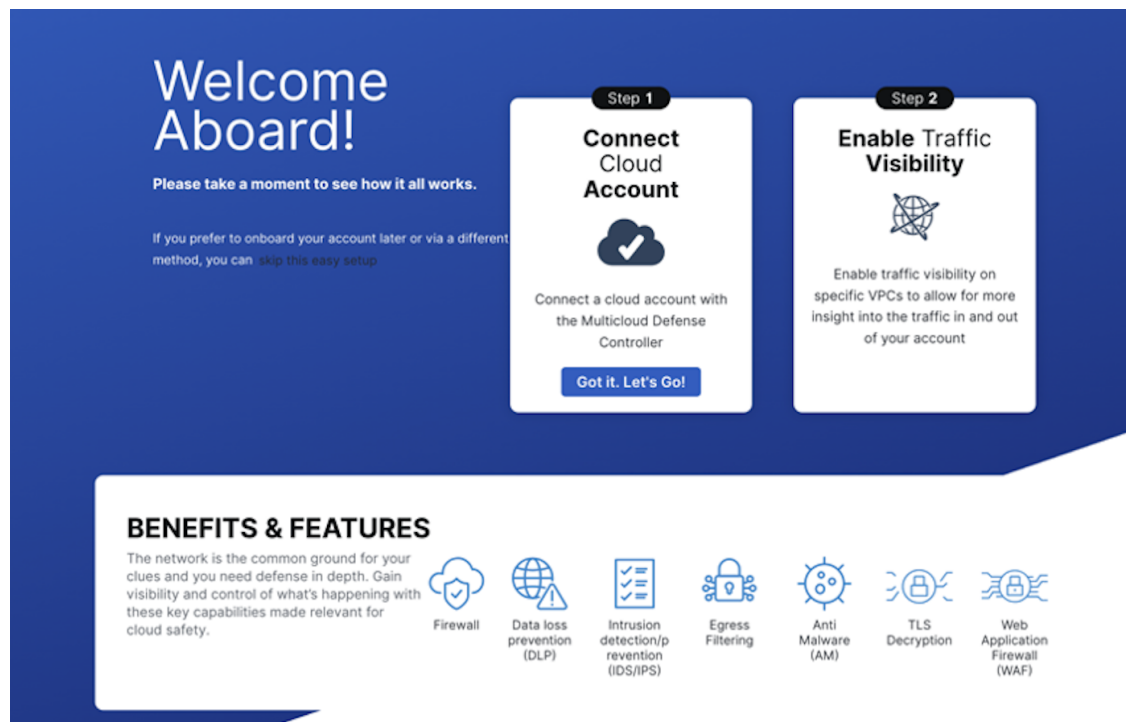 Welcome
Aboard!
Please take a moment to see how it all works.
If you prefer to onboard your account later or via a different
method, you can skip this easy setup
Step 1
Connect
Cloud
Account
Connect a cloud account with
the Multicloud Defense
Controller
Got it. Let's Go!
Step 2
Enable Traffic
Visibility
Enable traffic visibility on
specific VPCs to allow for more
insight into the traffic in and out
of your account
BENEFITS & FEATURES
The network is the common ground for your
clues and you need defense in depth. Gain
visibility and control of what's happening with
these key capabilities made relevant for
cloud safety.
Firewall
Data loss
prevention
(DLP)
Intrusion
detection/p
revention
(IDS/IPS)
Egress
Filtering
Anti
Malware
(AM)
TLS
Decryption
Web
Application
Firewall
(WAF)